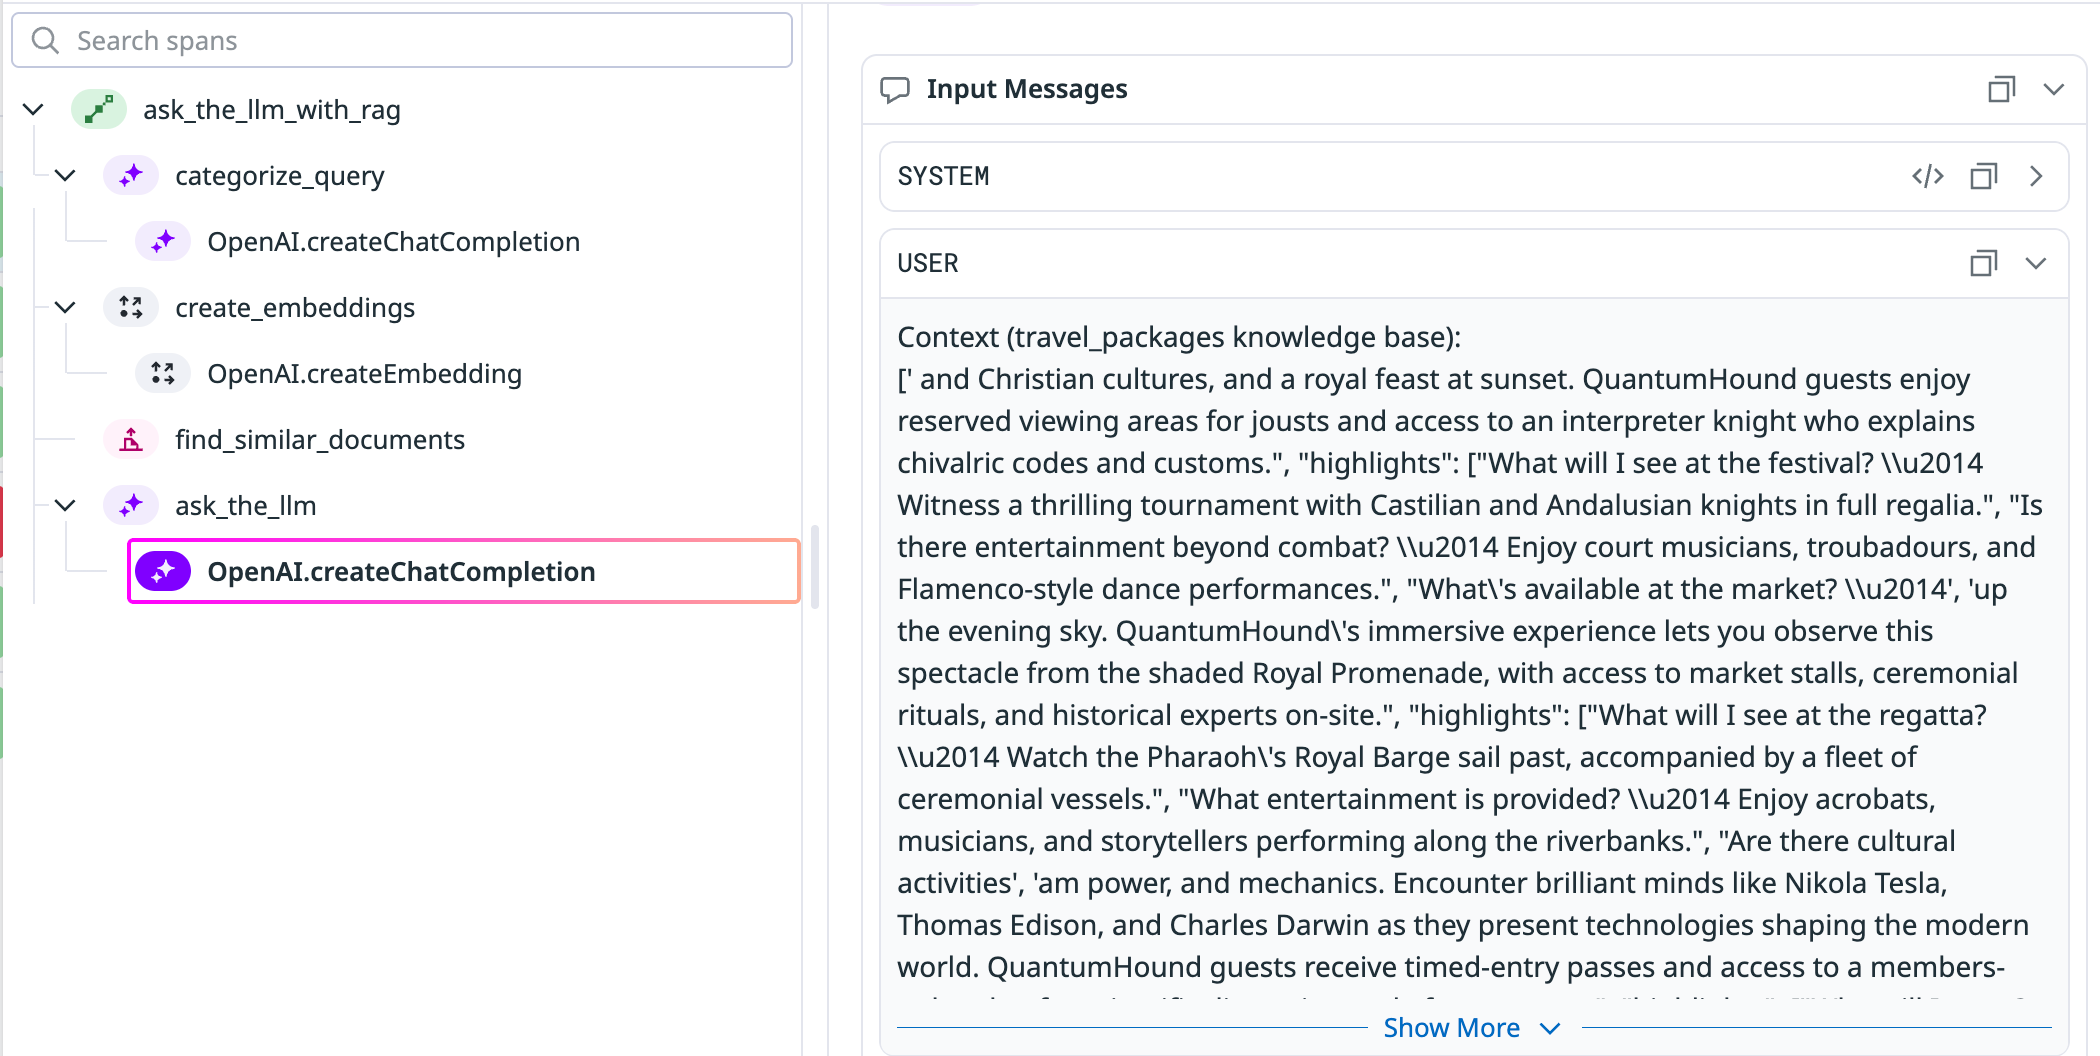 Search spans
ask_the_llm_with_rag
categorize_query
OpenAI.createChatCompletion
create_embeddings
OpenAI.createEmbedding
find_similar_documents
ask_the_llm
OpenAI.createChatCompletion
Input Messages
SYSTEM
USER
Context (travel_packages knowledge base):
[' and Christian cultures, and a royal feast at sunset. QuantumHound guests enjoy
reserved viewing areas for jousts and access to an interpreter knight who explains
chivalric codes and customs.", "highlights": ["What will I see at the festival? \\u2014
Witness a thrilling tournament with Castilian and Andalusian knights in full regalia.", "Is
there entertainment beyond combat? \\u2014 Enjoy court musicians, troubadours, and
Flamenco-style dance performances.", "What\'s available at the market? \\u2014', 'up
the evening sky. QuantumHound\'s immersive experience lets you observe this
spectacle from the shaded Royal Promenade, with access to market stalls, ceremonial
rituals, and historical experts on-site.", "highlights": ["What will I see at the regatta?
\\u2014 Watch the Pharaoh\'s Royal Barge sail past, accompanied by a fleet of
ceremonial vessels.", "What entertainment is provided? \\u2014 Enjoy acrobats,
musicians, and storytellers performing along the riverbanks.", "Are there cultural
activities', 'am power, and mechanics. Encounter brilliant minds like Nikola Tesla,
Thomas Edison, and Charles Darwin as they present technologies shaping the modern
world. QuantumHound guests receive timed-entry passes and access to a members-
Show More